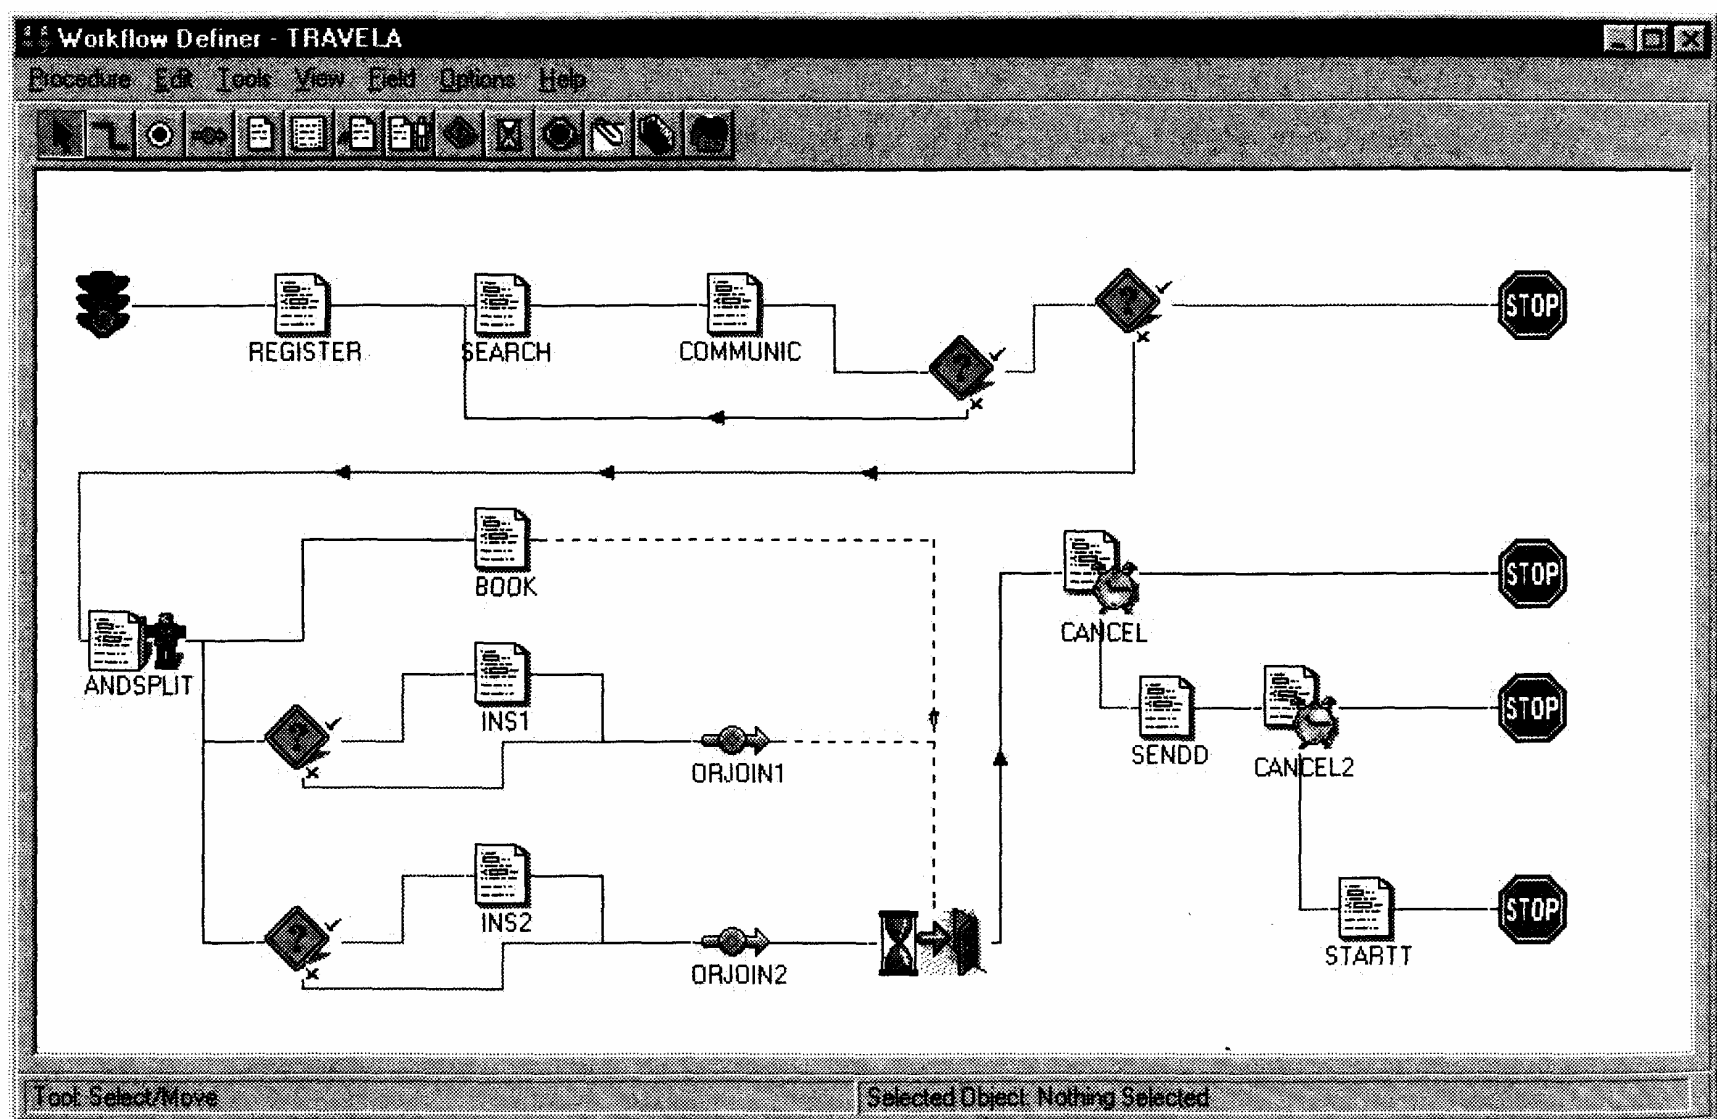 Workflow Definer - TRAVELA
Procedure Edit Tools View Field Options Help
STOP
REGISTER SEARCH COMMUNIC
?
?
BOOK
STOP
CANCEL
ANDSPLIT
INS1
?
STOP
SENDD
CANCEL2
ORJOIN1
INS2
?
STOP
ORJOIN2
STARTT
Tool: Select/Move
Selected Object: Nothing Selected